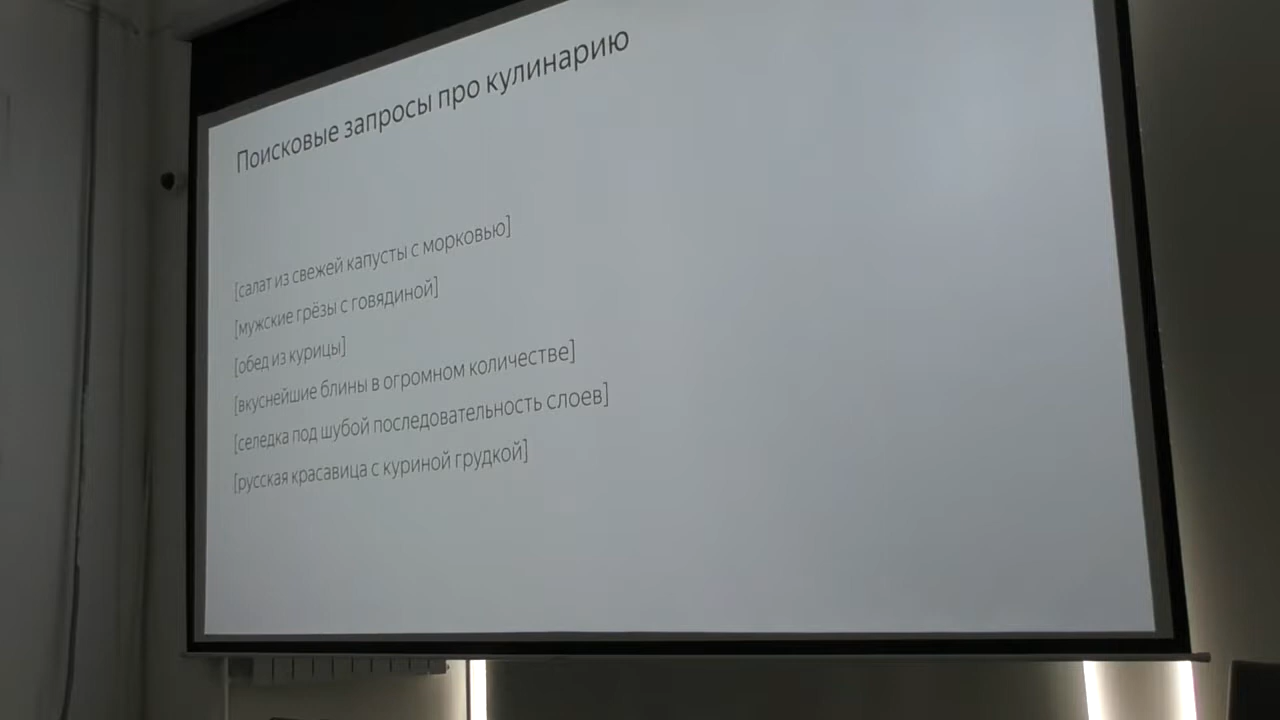 Поисковые запросы про кулинарию
[салат из свежей капусты с морковью]
[мужские грёзы с говядиной]
[обед из курицы]
[вкуснейшие блины в огромном количестве]
[селедка под шубой последовательность слоев]
[русская красавица с куриной грудкой]